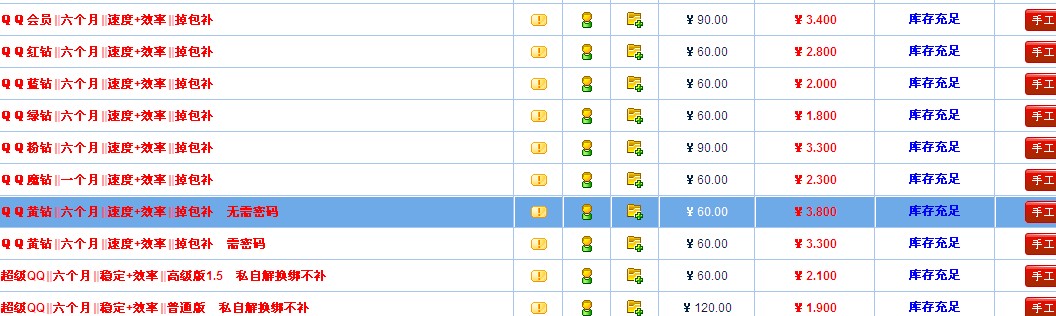 ＱＱ会员||六个月||速度+效率||掉包补 ¥ 90.00 ¥ 3.400 库存充足 手工
ＱＱ红钻||六个月||速度+效率||掉包补 ¥ 60.00 ¥ 2.800 库存充足 手工
ＱＱ蓝钻||六个月||速度+效率||掉包补 ¥ 60.00 ¥ 2.000 库存充足 手工
ＱＱ绿钻||六个月||速度+效率||掉包补 ¥ 60.00 ¥ 1.800 库存充足 手工
ＱＱ粉钻||六个月||速度+效率||掉包补 ¥ 90.00 ¥ 3.300 库存充足 手工
ＱＱ魔钻||一个月||速度+效率||掉包补 ¥ 60.00 ¥ 2.300 库存充足 手工
ＱＱ黄钻||六个月||速度+效率||掉包补 无需密码 ¥ 60.00 ¥ 3.800 库存充足 手工
ＱＱ黄钻||六个月||速度+效率||掉包补 需密码 ¥ 60.00 ¥ 3.300 库存充足 手工
超级QQ||六个月||稳定+效率||高级版1.5 私自解换绑不补 ¥ 60.00 ¥ 2.100 库存充足 手工
超级QQ||六个月||稳定+效率||普通版 私自解换绑不补 ¥ 120.00 ¥ 1.900 库存充足 手工